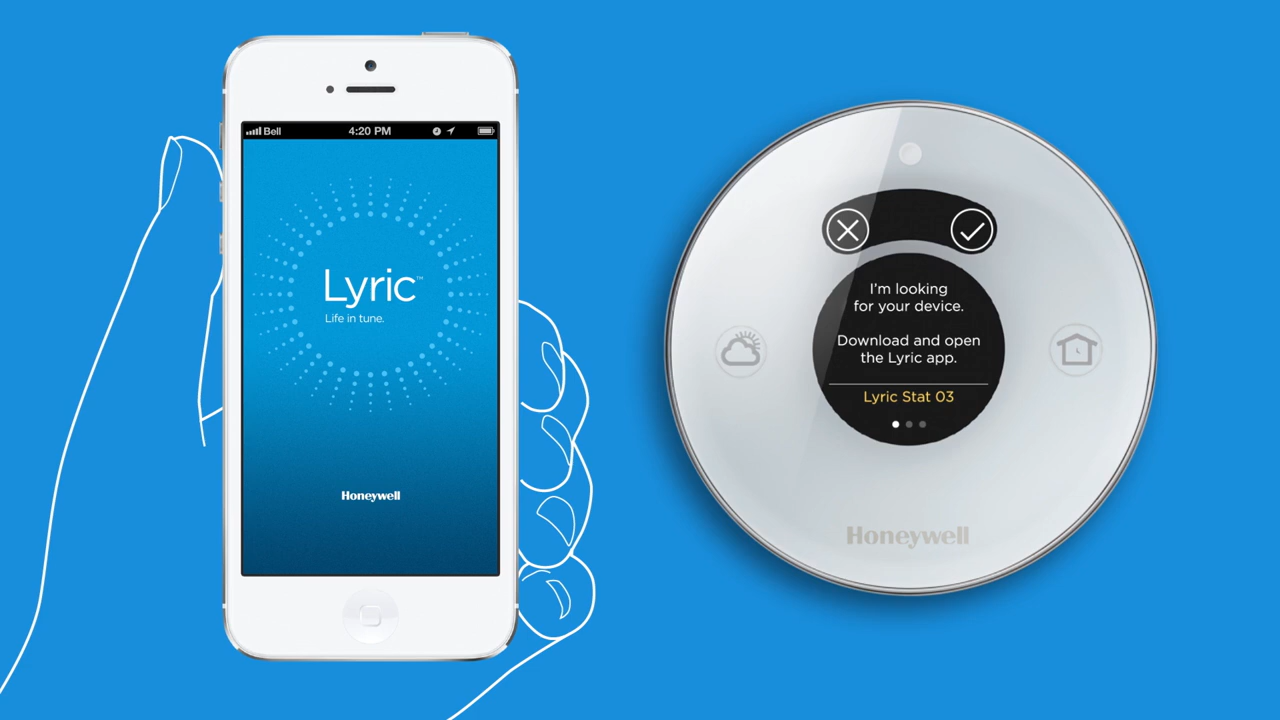 Bell 4:20 PM
Lyric™
Life in tune.
Honeywell
I'm looking
for your device.
Download and open
the Lyric app.
Lyric Stat 03
Honeywell